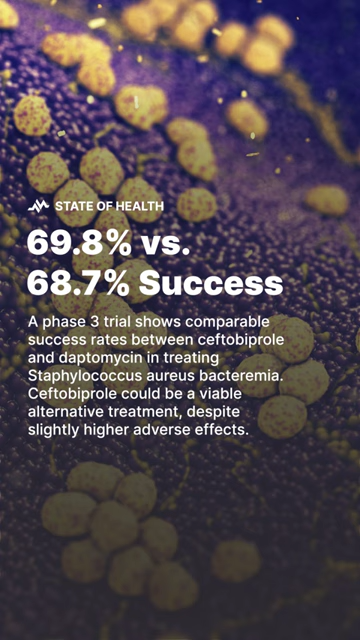 STATE OF HEALTH
69.8% vs.
68.7% Success
A phase 3 trial shows comparable
success rates between ceftobiprole
and daptomycin in treating
Staphylococcus aureus bacteremia.
Ceftobiprole could be a viable
alternative treatment, despite
slightly higher adverse effects.